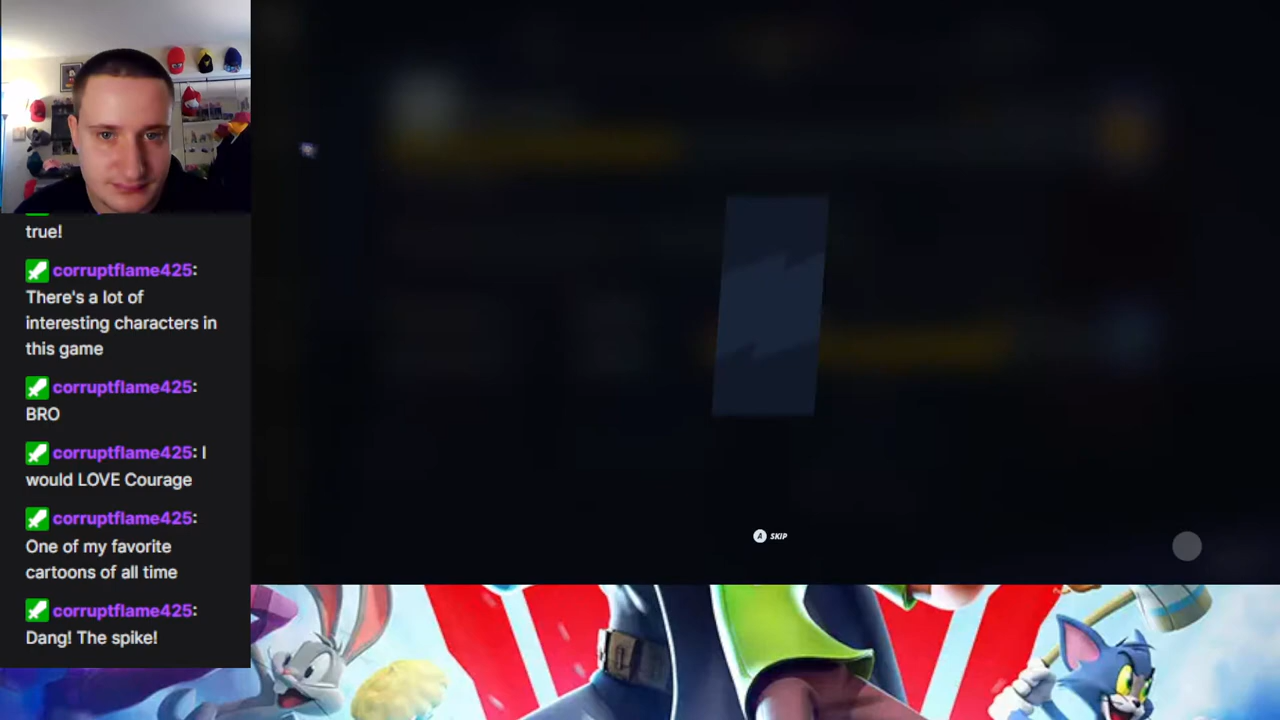 true!
corruptflame425:
There's a lot of
interesting characters in
this game
corruptflame425:
BRO
corruptflame425: I
would LOVE Courage
corruptflame425:
One of my favorite
cartoons of all time
corruptflame425:
Dang! The spike!
A SKIP